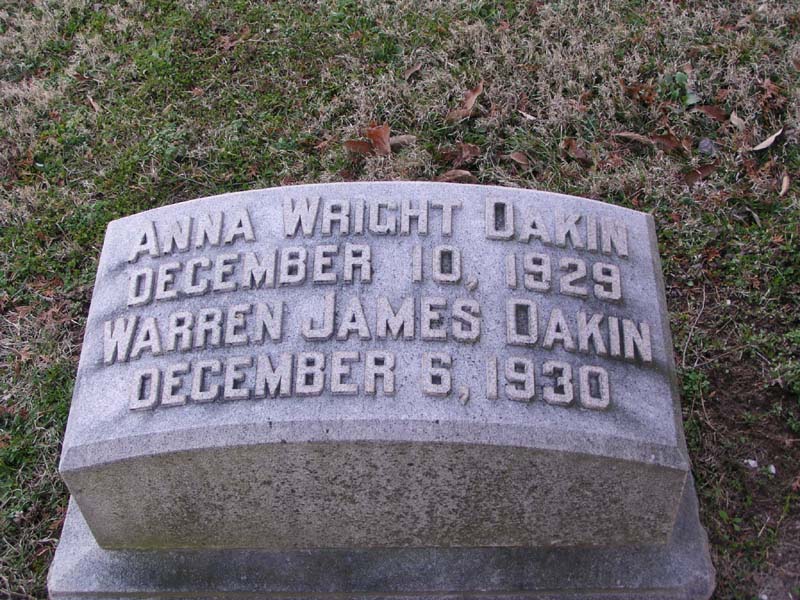 ANNA WRIGHT DAKIN
DECEMBER 10, 1929
WARREN JAMES DAKIN
DECEMBER 6, 1930